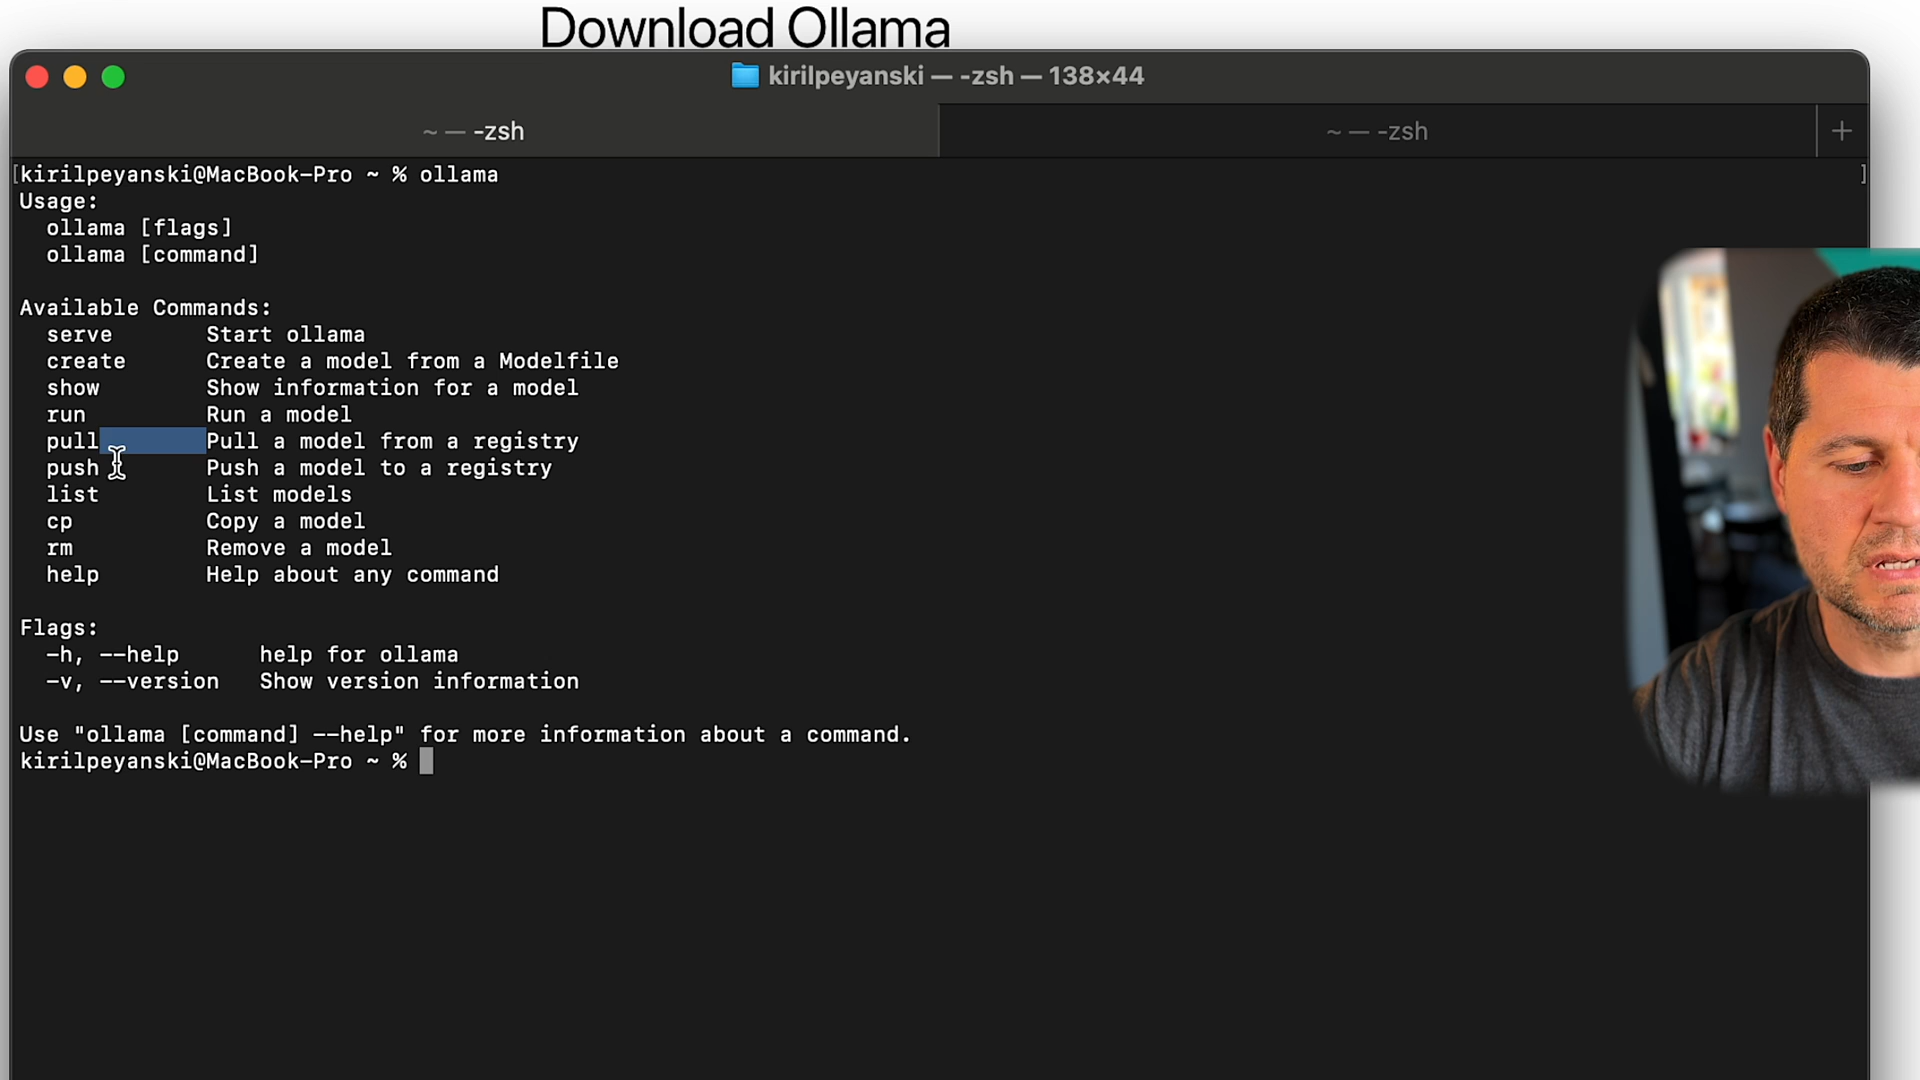 Download Ollama
kirilpeyanski — -zsh — 138×44
~ — -zsh
~ — -zsh
[kirilpeyanski@MacBook-Pro ~ % ollama ]
Usage:
  ollama [flags]
  ollama [command]

Available Commands:
  serve       Start ollama
  create      Create a model from a Modelfile
  show        Show information for a model
  run         Run a model
  pull        Pull a model from a registry
  push        Push a model to a registry
  list        List models
  cp          Copy a model
  rm          Remove a model
  help        Help about any command

Flags:
  -h, --help      help for ollama
  -v, --version   Show version information

Use "ollama [command] --help" for more information about a command.
kirilpeyanski@MacBook-Pro ~ %